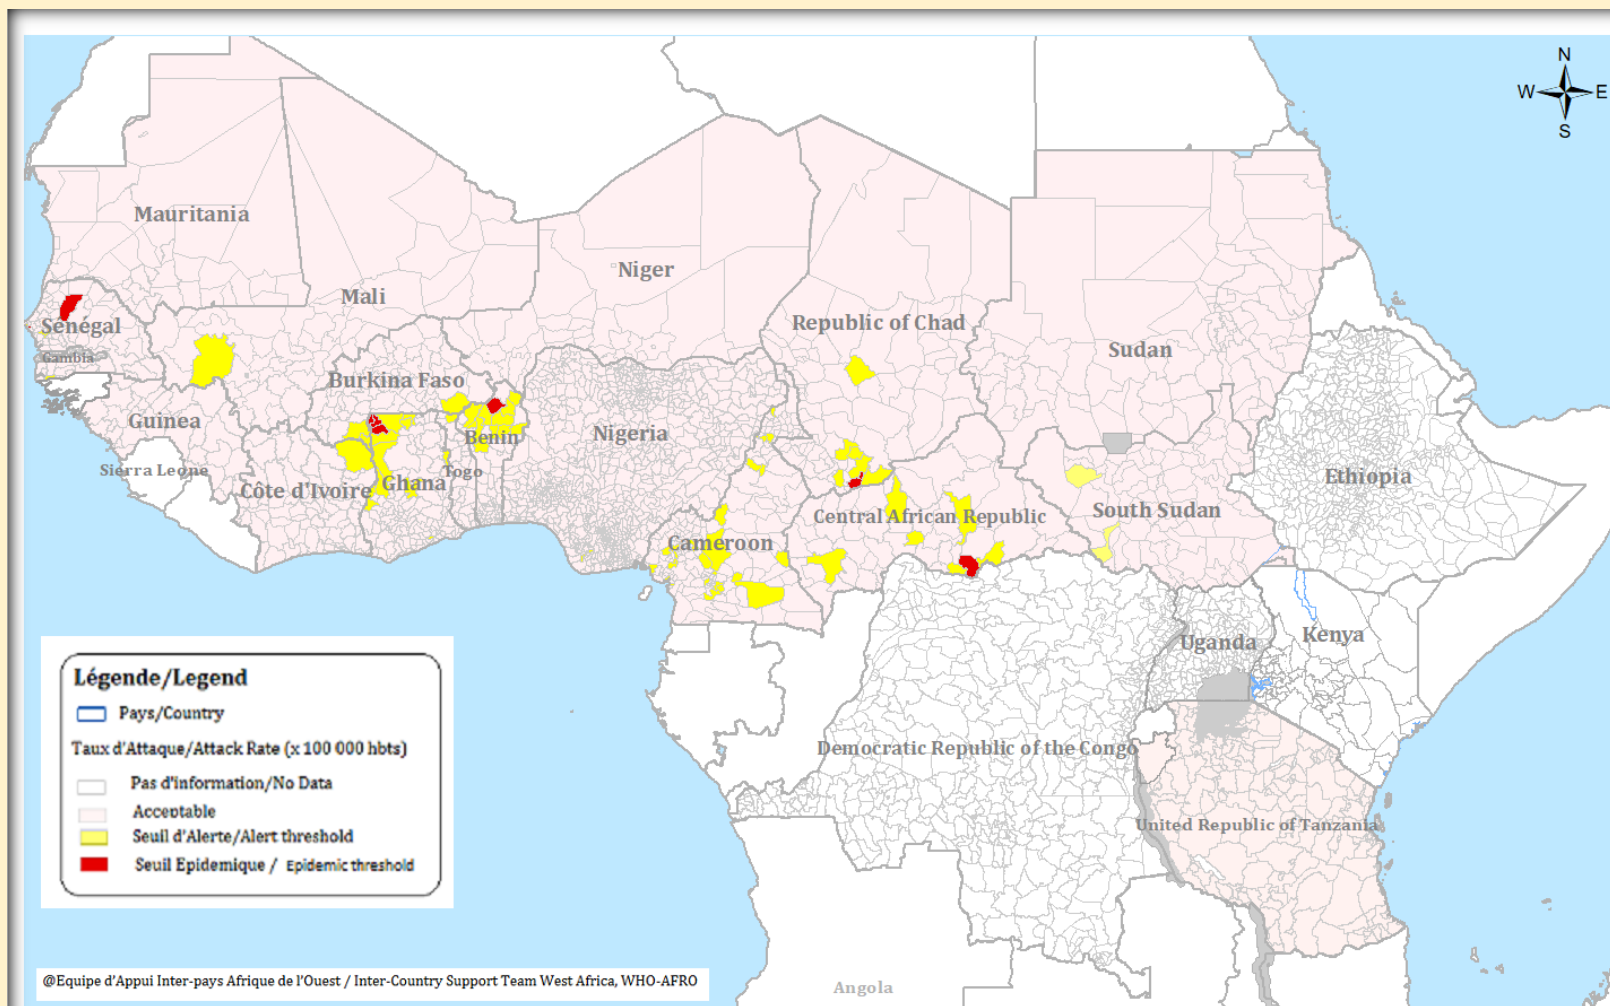 N
W E
S
Mauritania
Niger
Mali
Republic of Chad
Senégal
Sudan
Gambia
Burkina Faso
Guinea
Nigeria
Benin
Sierra Leone
Togo
Ethiopia
Côte d'Ivoire
Ghana
South Sudan
Central African Republic
Cameroon
Kenya
Uganda
Democratic Republic of the Congo
United Republic of Tanzania
Angola
Légende/Legend
Pays/Country
Taux d'Attaque/Attack Rate (x 100 000 hbts)
Pas d'information/No Data
Acceptable
Seuil d'Alerte/Alert threshold
Seuil Epidemique / Epidemic threshold
@Equipe d'Appui Inter-pays Afrique de l'Ouest / Inter-Country Support Team West Africa, WHO-AFRO